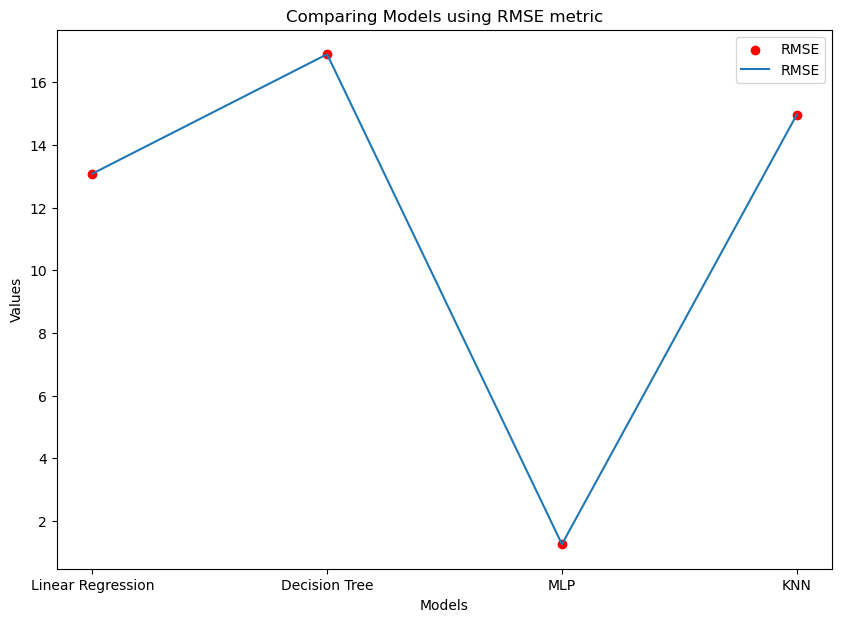 Comparing Models using RMSE metric
RMSE
RMSE
16
14
12
10
8
6
4
2
Values
Linear Regression
Decision Tree
MLP
KNN
Models